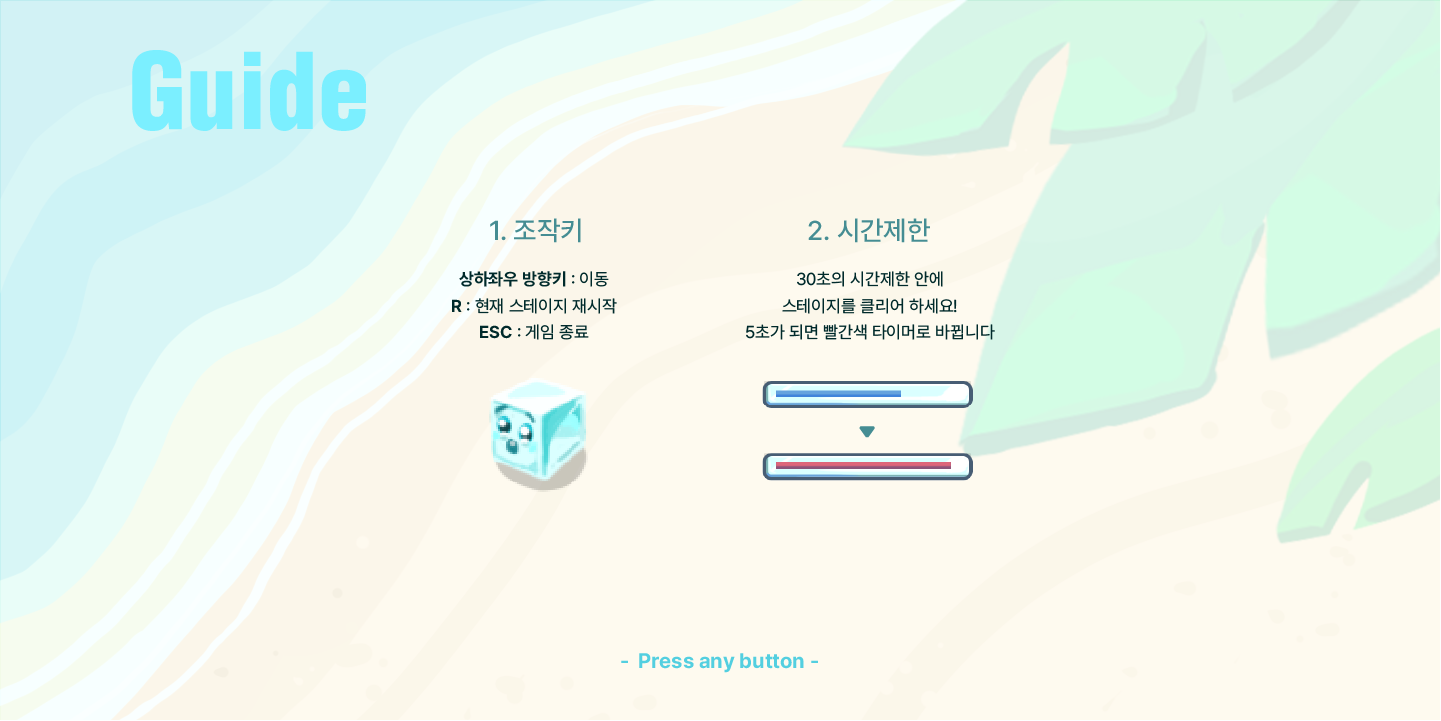 Guide
1. 조작키
상하좌우 방향키 : 이동
R : 현재 스테이지 재시작
ESC : 게임 종료
2. 시간제한
30초의 시간제한 안에
스테이지를 클리어 하세요!
5초가 되면 빨간색 타이머로 바뀝니다
- Press any button -